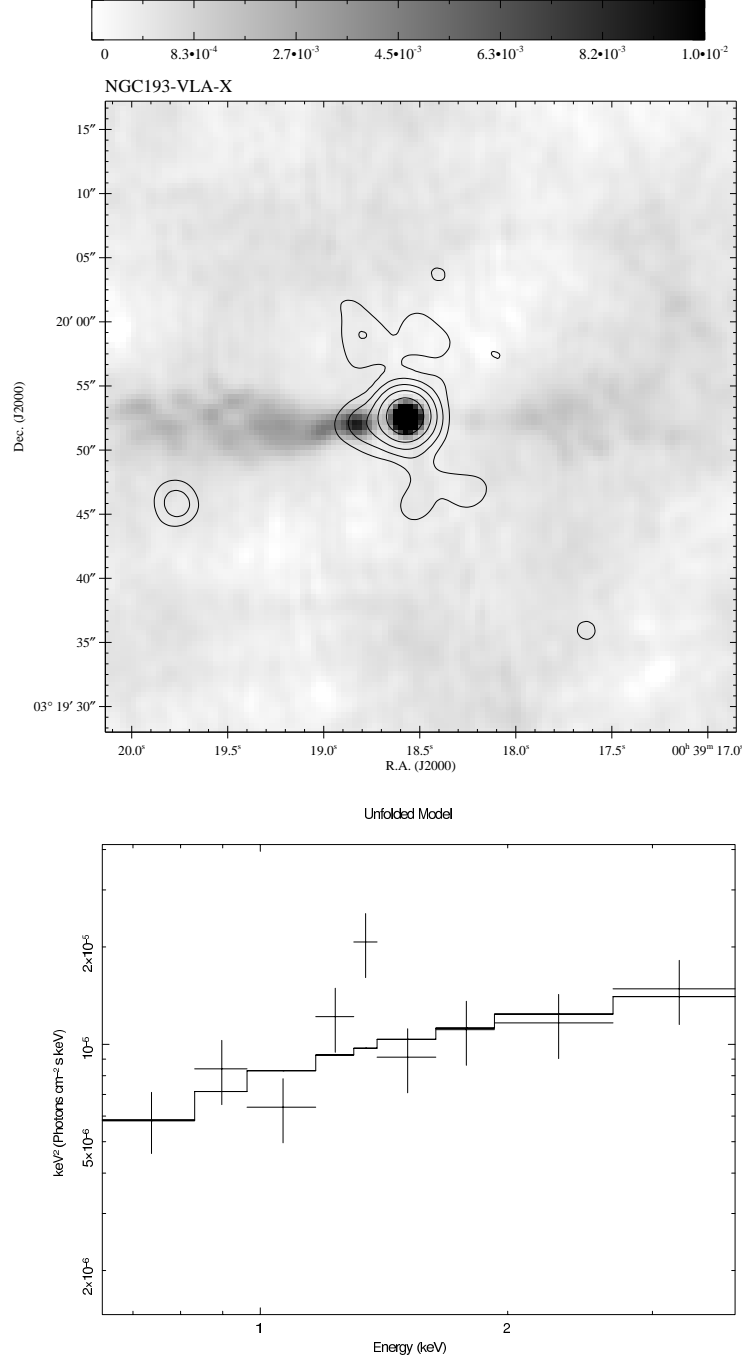 0 8.3•10⁻⁴ 2.7•10⁻³ 4.5•10⁻³ 6.3•10⁻³ 8.2•10⁻³ 1.0•10⁻²
NGC193-VLA-X
15″
10″
05″
20′ 00″
55″
50″
45″
40″
35″
03° 19′ 30″
Dec. (J2000)
20.0ˢ 19.5ˢ 19.0ˢ 18.5ˢ 18.0ˢ 17.5ˢ 00ʰ 39ᵐ 17.0ˢ
R.A. (J2000)
Unfolded Model
2×10⁻⁵
10⁻⁵
5×10⁻⁶
2×10⁻⁶
keV² (Photons cm⁻² s keV)
1 2
Energy (keV)